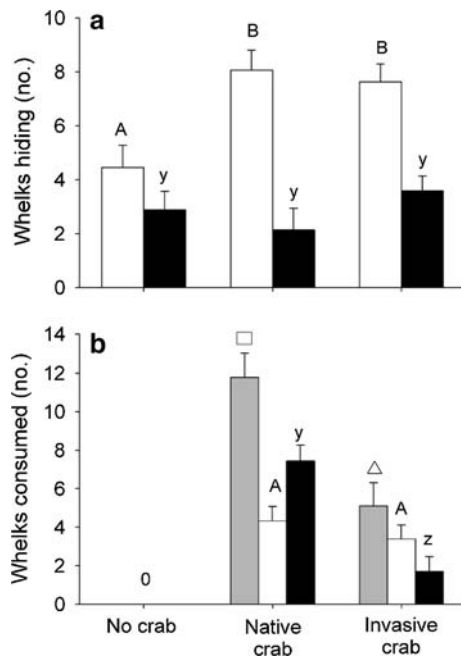 a
Whelks hiding (no.)
10
8
6
4
2
0
A
y
B
y
B
y
b
Whelks consumed (no.)
14
12
10
8
6
4
2
0
0
A
y
A
z
No crab
Native
crab
Invasive
crab